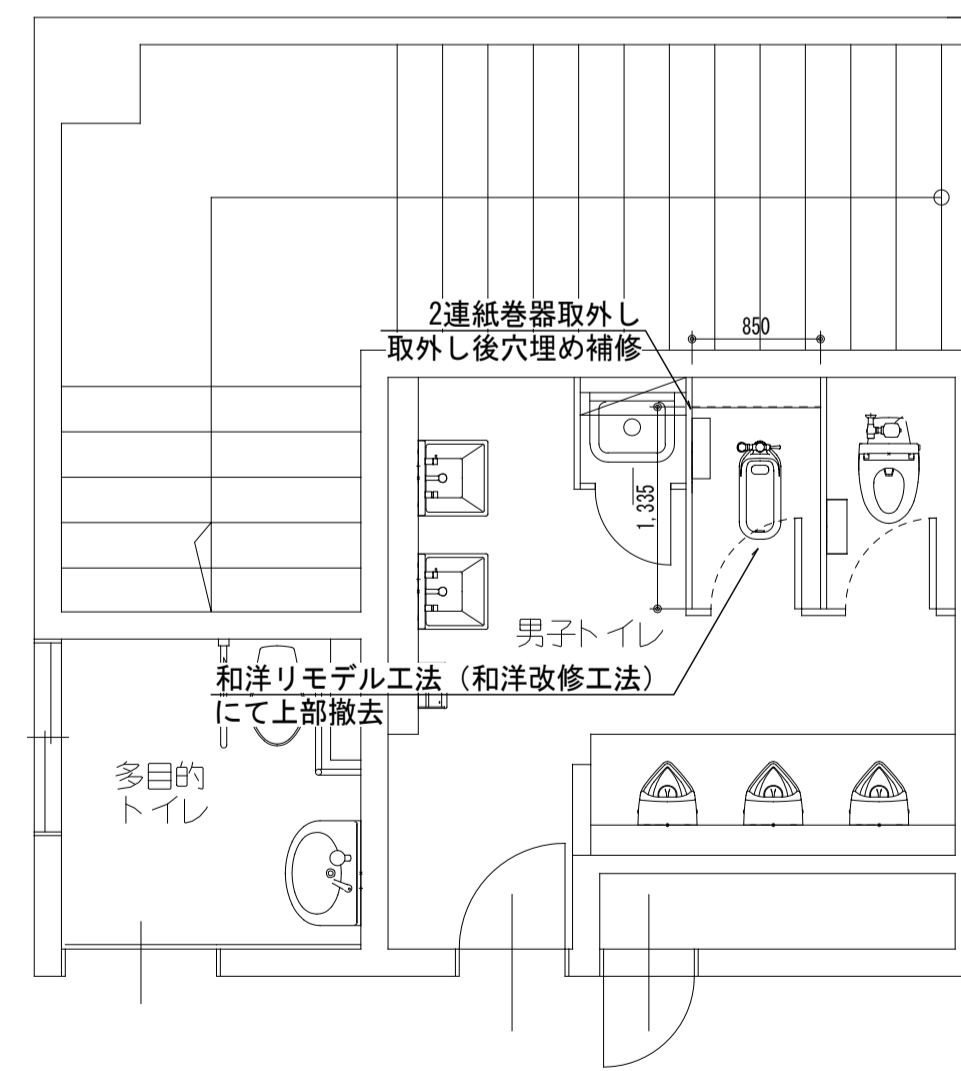 2連紙巻器取外し
取外し後穴埋め補修
850
1,335
男子トイレ
和洋リモデル工法（和洋改修工法）
にて上部撤去
多目的
トイレ